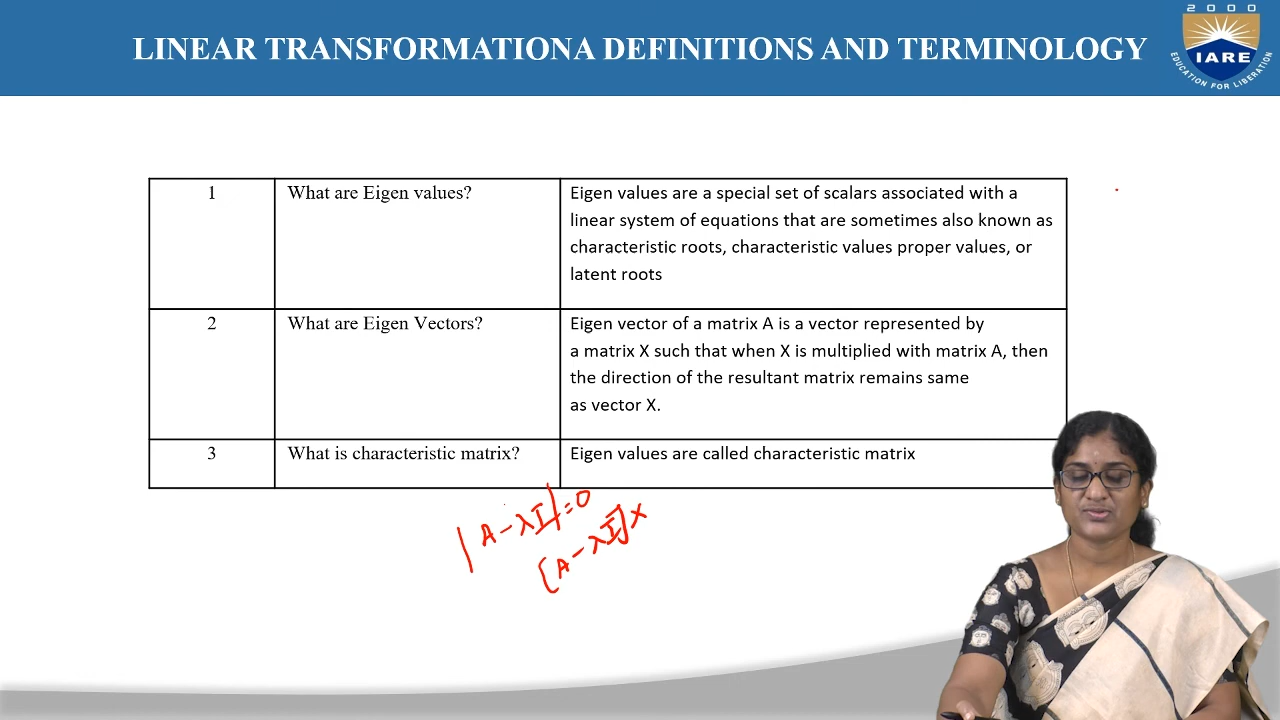 2000
IARE
EDUCATION FOR LIBERATION
LINEAR TRANSFORMATIONA DEFINITIONS AND TERMINOLOGY
1
What are Eigen values?
Eigen values are a special set of scalars associated with a
linear system of equations that are sometimes also known as
characteristic roots, characteristic values proper values, or
latent roots
2
What are Eigen Vectors?
Eigen vector of a matrix A is a vector represented by
a matrix X such that when X is multiplied with matrix A, then
the direction of the resultant matrix remains same
as vector X.
3
What is characteristic matrix?
Eigen values are called characteristic matrix
|A-λI|=0
[A-λI]X